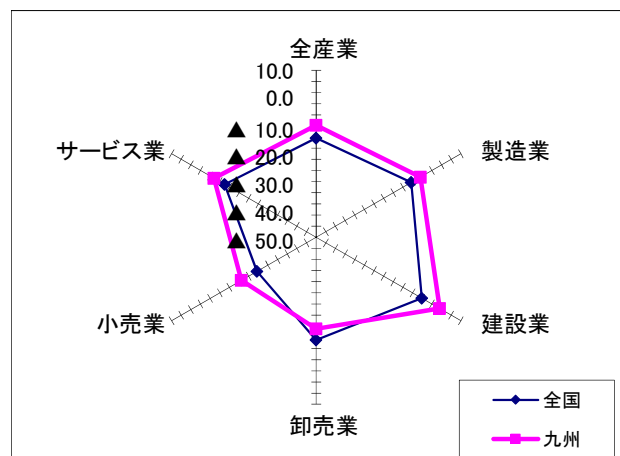 全産業
10.0
0.0
▲ 10.0
▲ 20.0
▲ 30.0
▲ 40.0
▲ 50.0
サービス業
製造業
小売業
建設業
卸売業
全国
九州